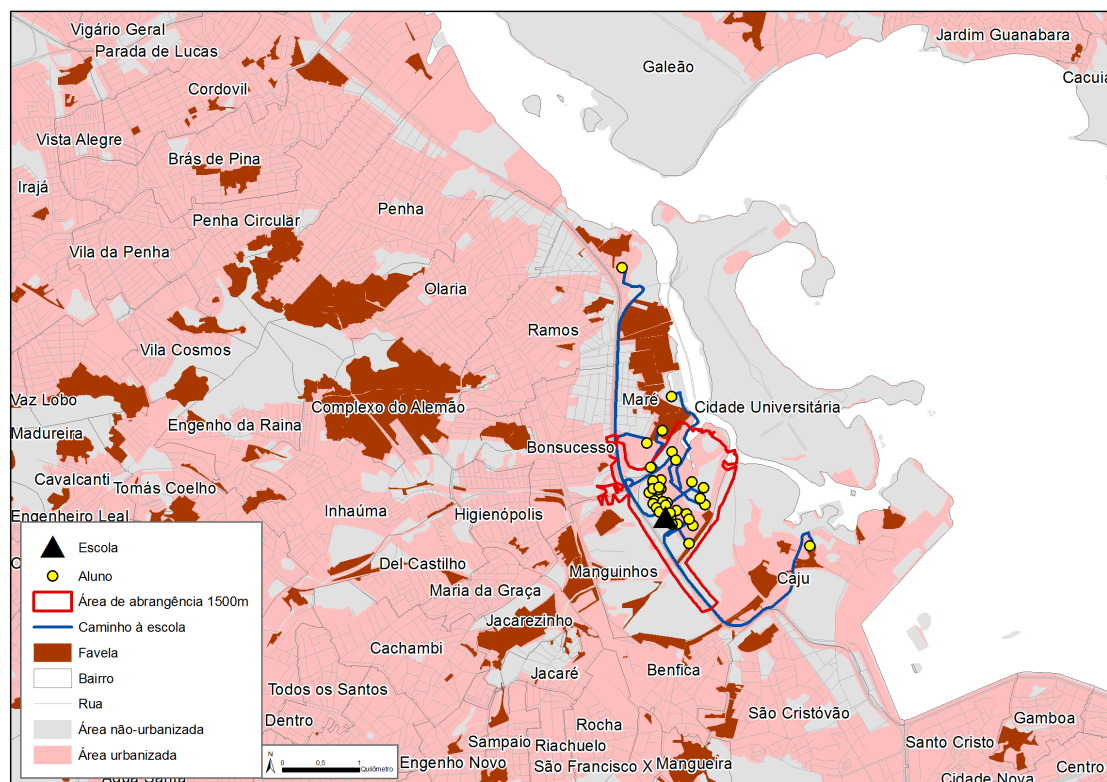 Vigário Geral
Parada de Lucas
Jardim Guanabara
Galeão
Cacuia
Cordovil
Vista Alegre
Brás de Pina
Irajá
Penha
Penha Circular
Vila da Penha
Olaria
Ramos
Vila Cosmos
Vaz Lobo
Maré
Cidade Universitária
Complexo do Alemão
Engenho da Raina
Madureira
Bonsucesso
Cavalcanti
Tomás Coelho
Engenheiro Leal
Inhaúma
Higienópolis
Del Castilho
Manguinhos
Caju
Maria da Graça
Jacarezinho
Cachambi
Jacaré
Benfica
Todos os Santos
Dentro
Rocha
São Cristóvão
Gamboa
Sampaio
Riachuelo
Santo Cristo
Engenho Novo
São Francisco X
Mangueira
Centro
Cidade Nova
Escola
Aluno
Área de abrangência 1500m
Caminho à escola
Favela
Bairro
Rua
Área não-urbanizada
Área urbanizada
N
0 0.5 1
Quilômetro